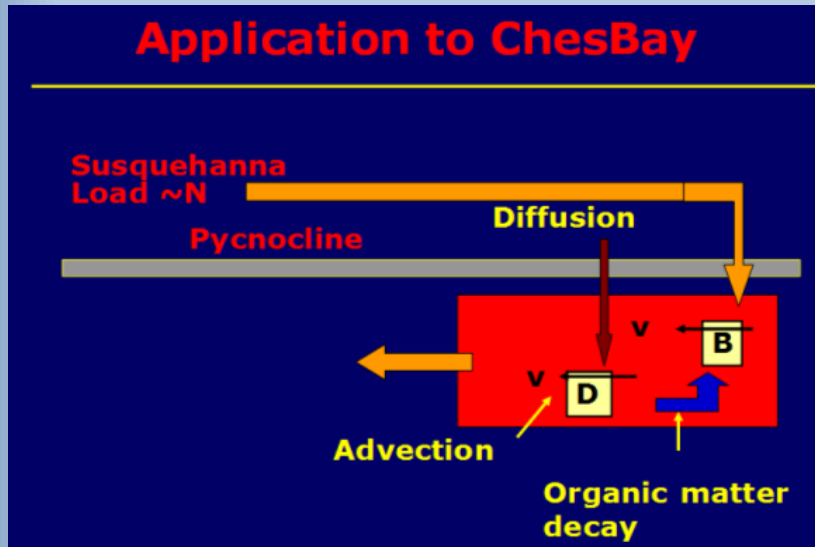 Application to ChesBay
Susquehanna
Load ~N
Diffusion
Pycnocline
v
B
v
D
Advection
Organic matter
decay